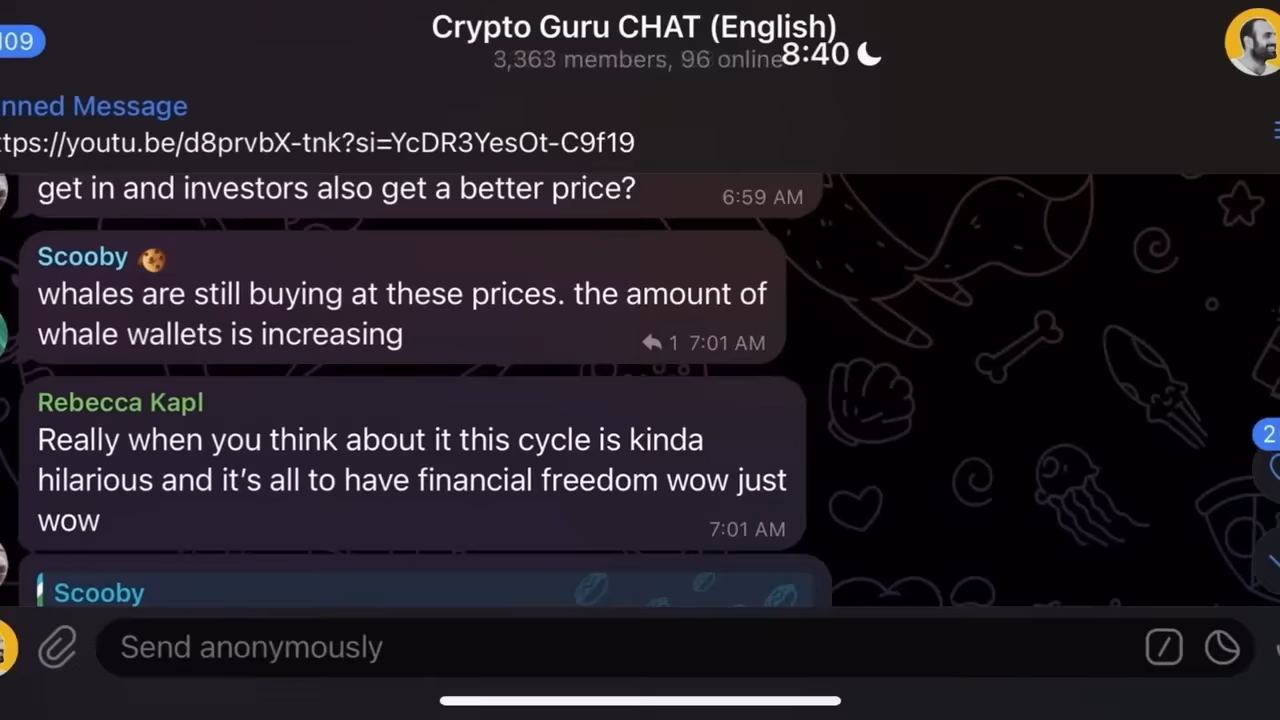 109
Crypto Guru CHAT (English)
3,363 members, 96 online
8:40
nned Message
ttps://youtu.be/d8prvbX-tnk?si=YcDR3YesOt-C9f19
get in and investors also get a better price?
6:59 AM
Scooby
whales are still buying at these prices. the amount of
whale wallets is increasing
1 7:01 AM
Rebecca Kapl
Really when you think about it this cycle is kinda
hilarious and it's all to have financial freedom wow just
wow
7:01 AM
2
Scooby
Send anonymously